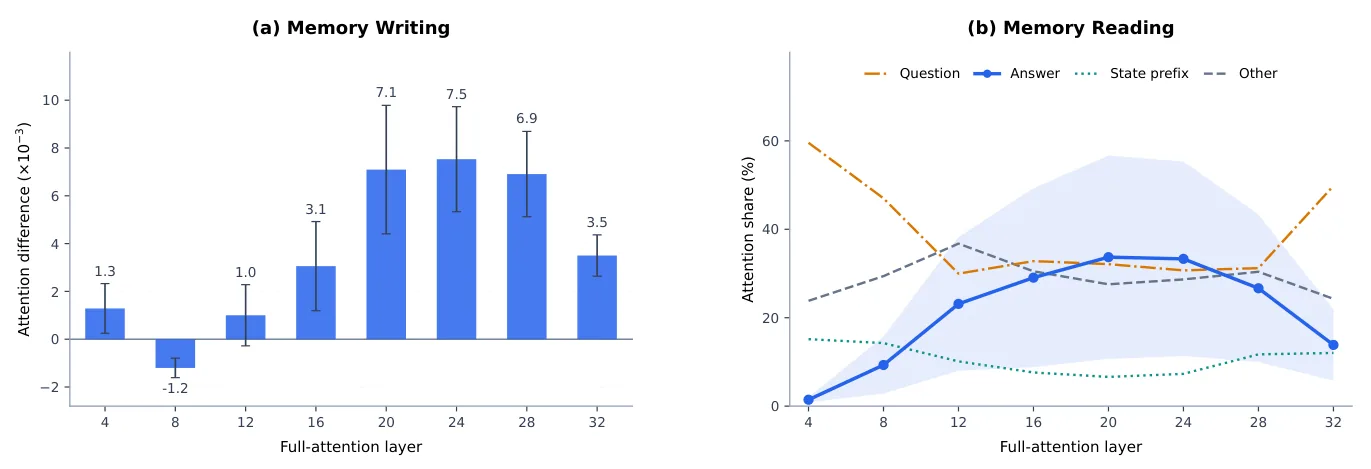 (a) Memory Writing
Attention difference (×10⁻³)
10
8
6
4
2
0
−2
1.3
-1.2
1.0
3.1
7.1
7.5
6.9
3.5
4 8 12 16 20 24 28 32
Full-attention layer
(b) Memory Reading
Question Answer State prefix Other
Attention share (%)
60
40
20
0
4 8 12 16 20 24 28 32
Full-attention layer